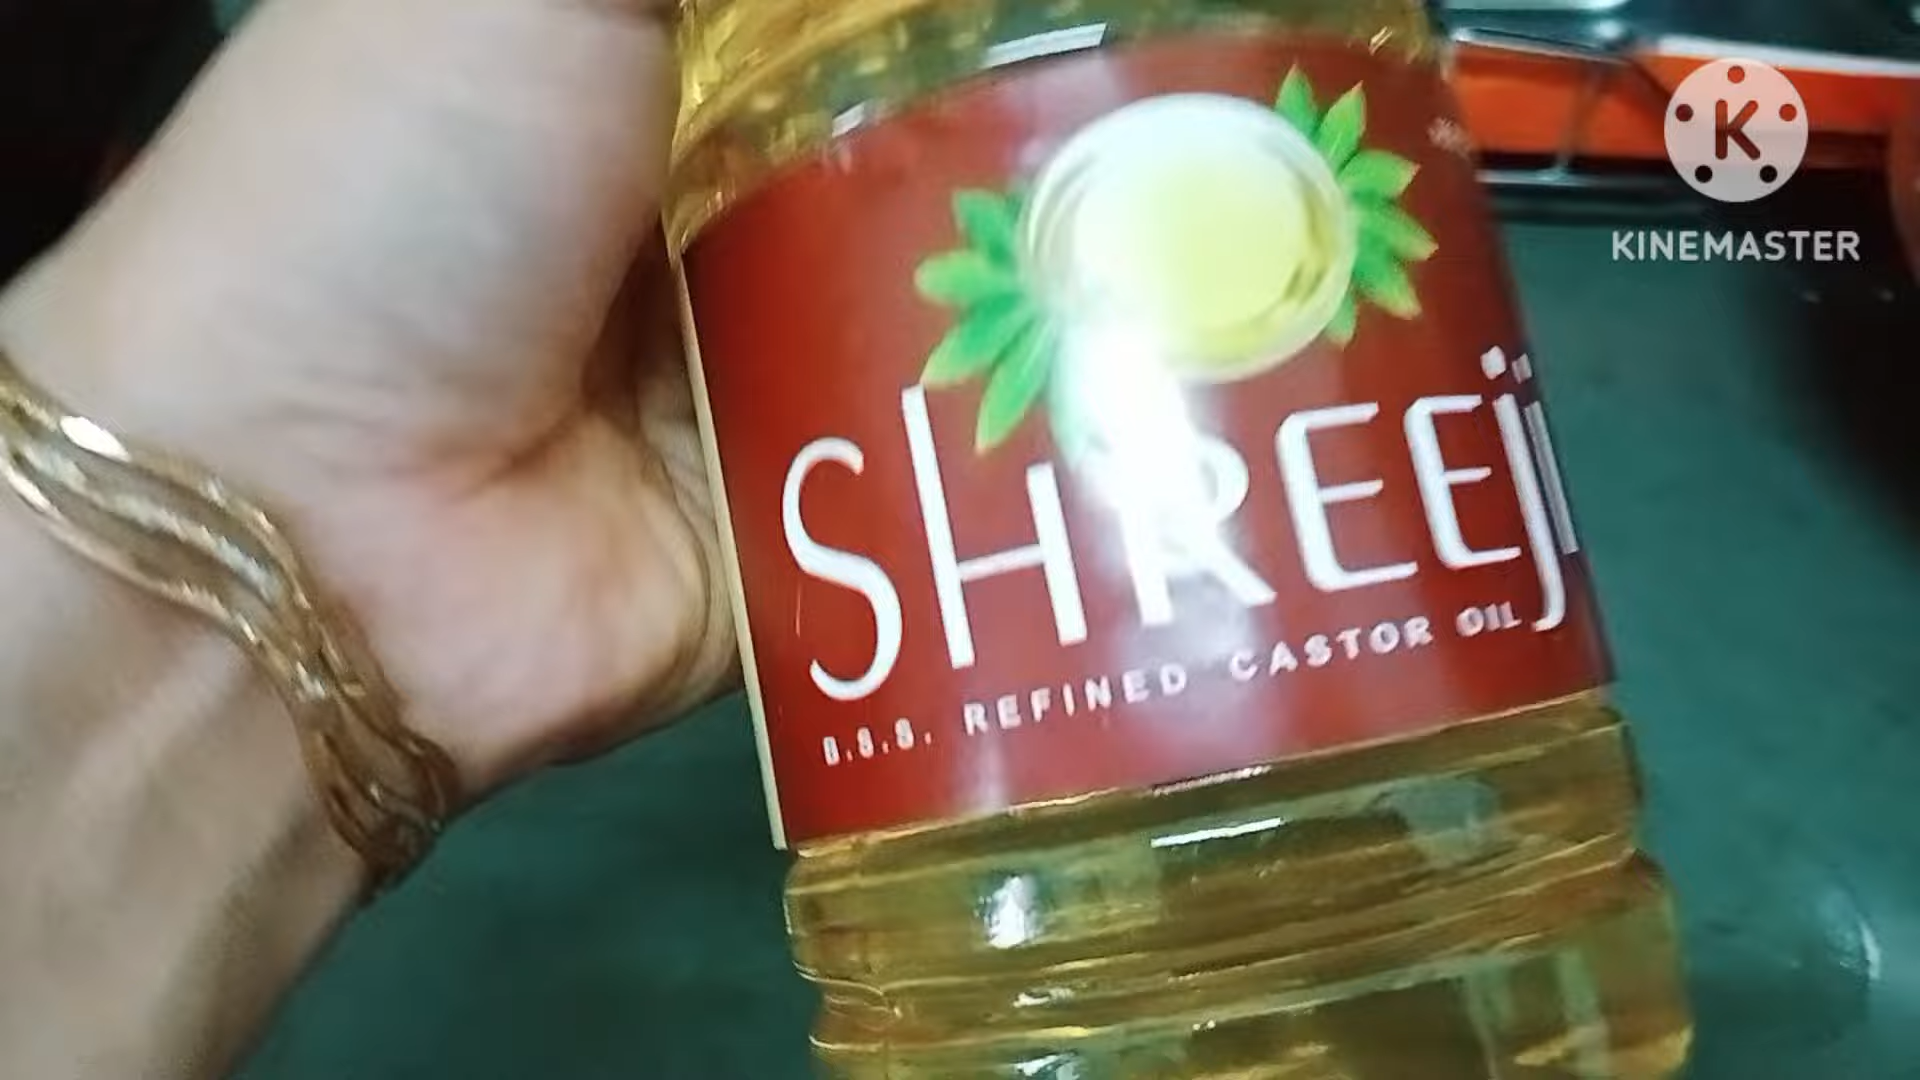 K
KINEMASTER
SHREEji
B.S.S. REFINED CASTOR OIL